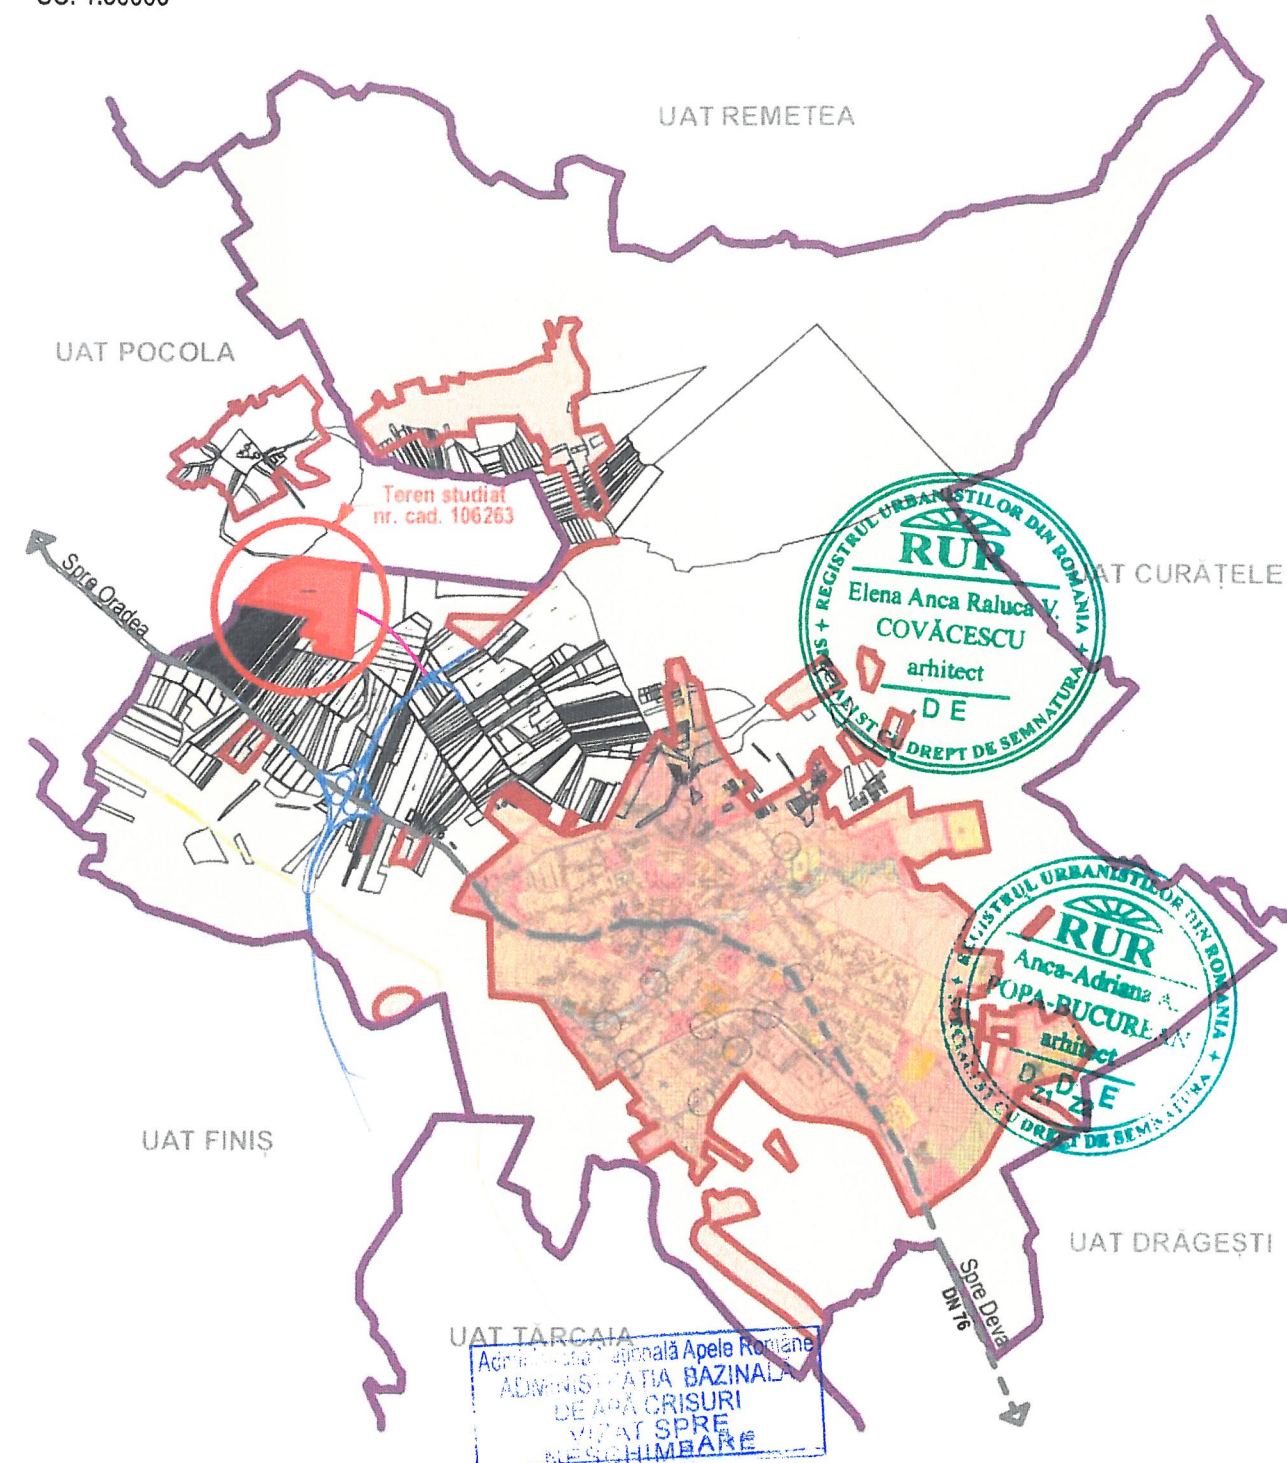 UAT REMETEA
UAT POCOLA
Teren studiat
nr. cad. 106263
Spre Oradea
REGISTRUL URBANIȘTILOR DIN ROMÂNIA
RUR
Elena Anca Raluca V.
COVĂCESCU
arhitect
D E
CU DREPT DE SEMNĂTURĂ
UAT CURĂȚELE
REGISTRUL URBANIȘTILOR DIN ROMÂNIA
RUR
Anca-Adriana A.
POPA-BUCUREAN
arhitect
D D E
Z1 Z2
SPECIALIST CU DREPT DE SEMNĂTURĂ
UAT FINIȘ
UAT DRĂGEȘTI
Spre Deva
DN 76
UAT TĂRCAIA
Apele Române
ADMINISTRAȚIA BAZINALĂ
DE APĂ CRIȘURI
VIZAT SPRE
NESCHIMBARE